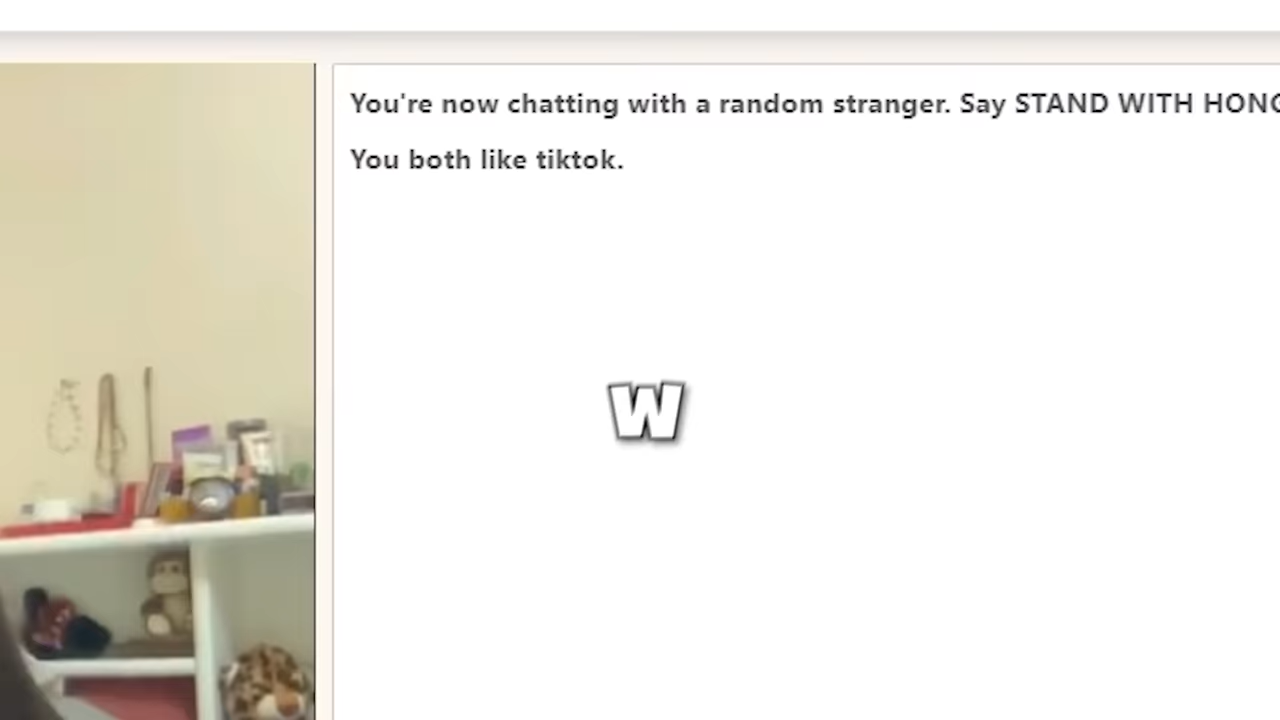 You're now chatting with a random stranger. Say STAND WITH HONG
You both like tiktok.
W